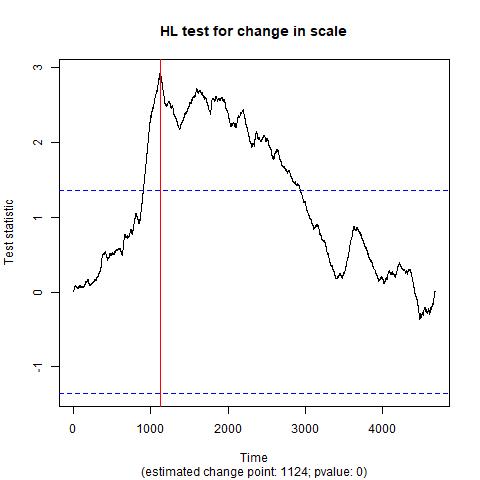 HL test for change in scale
3
2
1
0
-1
Test statistic
0
1000
2000
3000
4000
Time
(estimated change point: 1124; pvalue: 0)